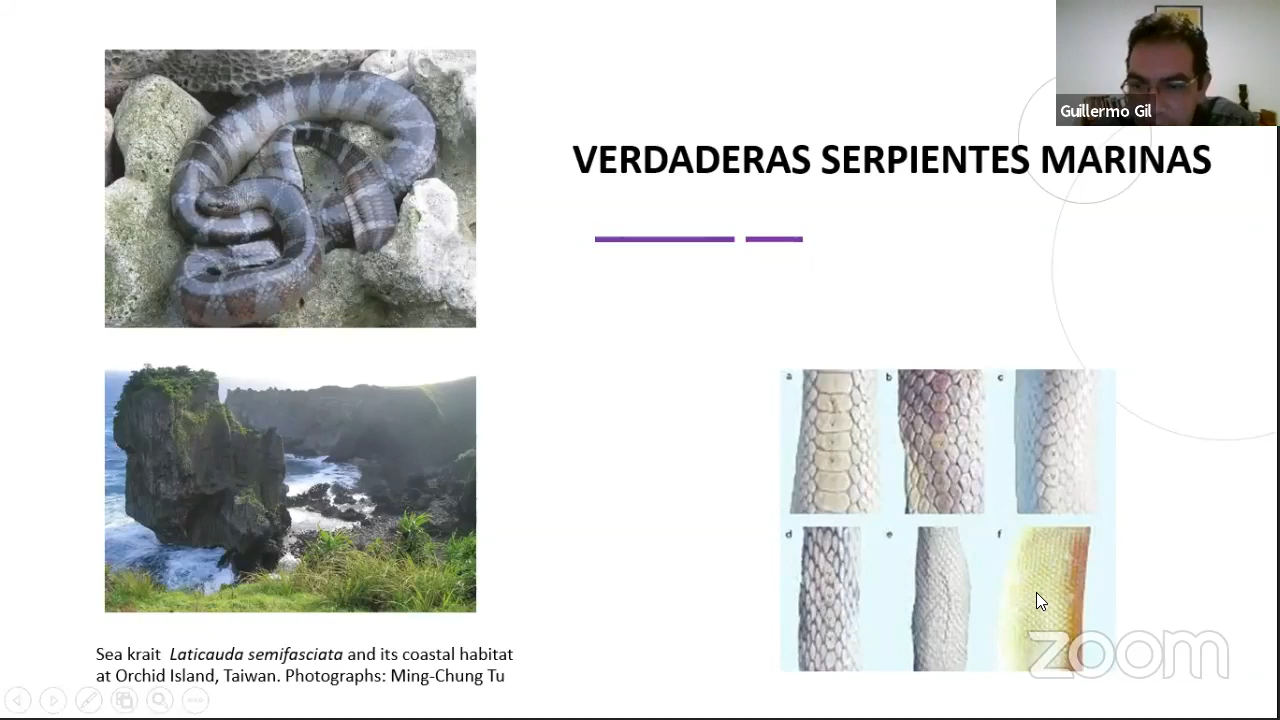 Guillermo Gil
VERDADERAS SERPIENTES MARINAS
a
b
c
d
e
f
Sea krait Laticauda semifasciata and its coastal habitat
at Orchid Island, Taiwan. Photographs: Ming-Chung Tu
zoom